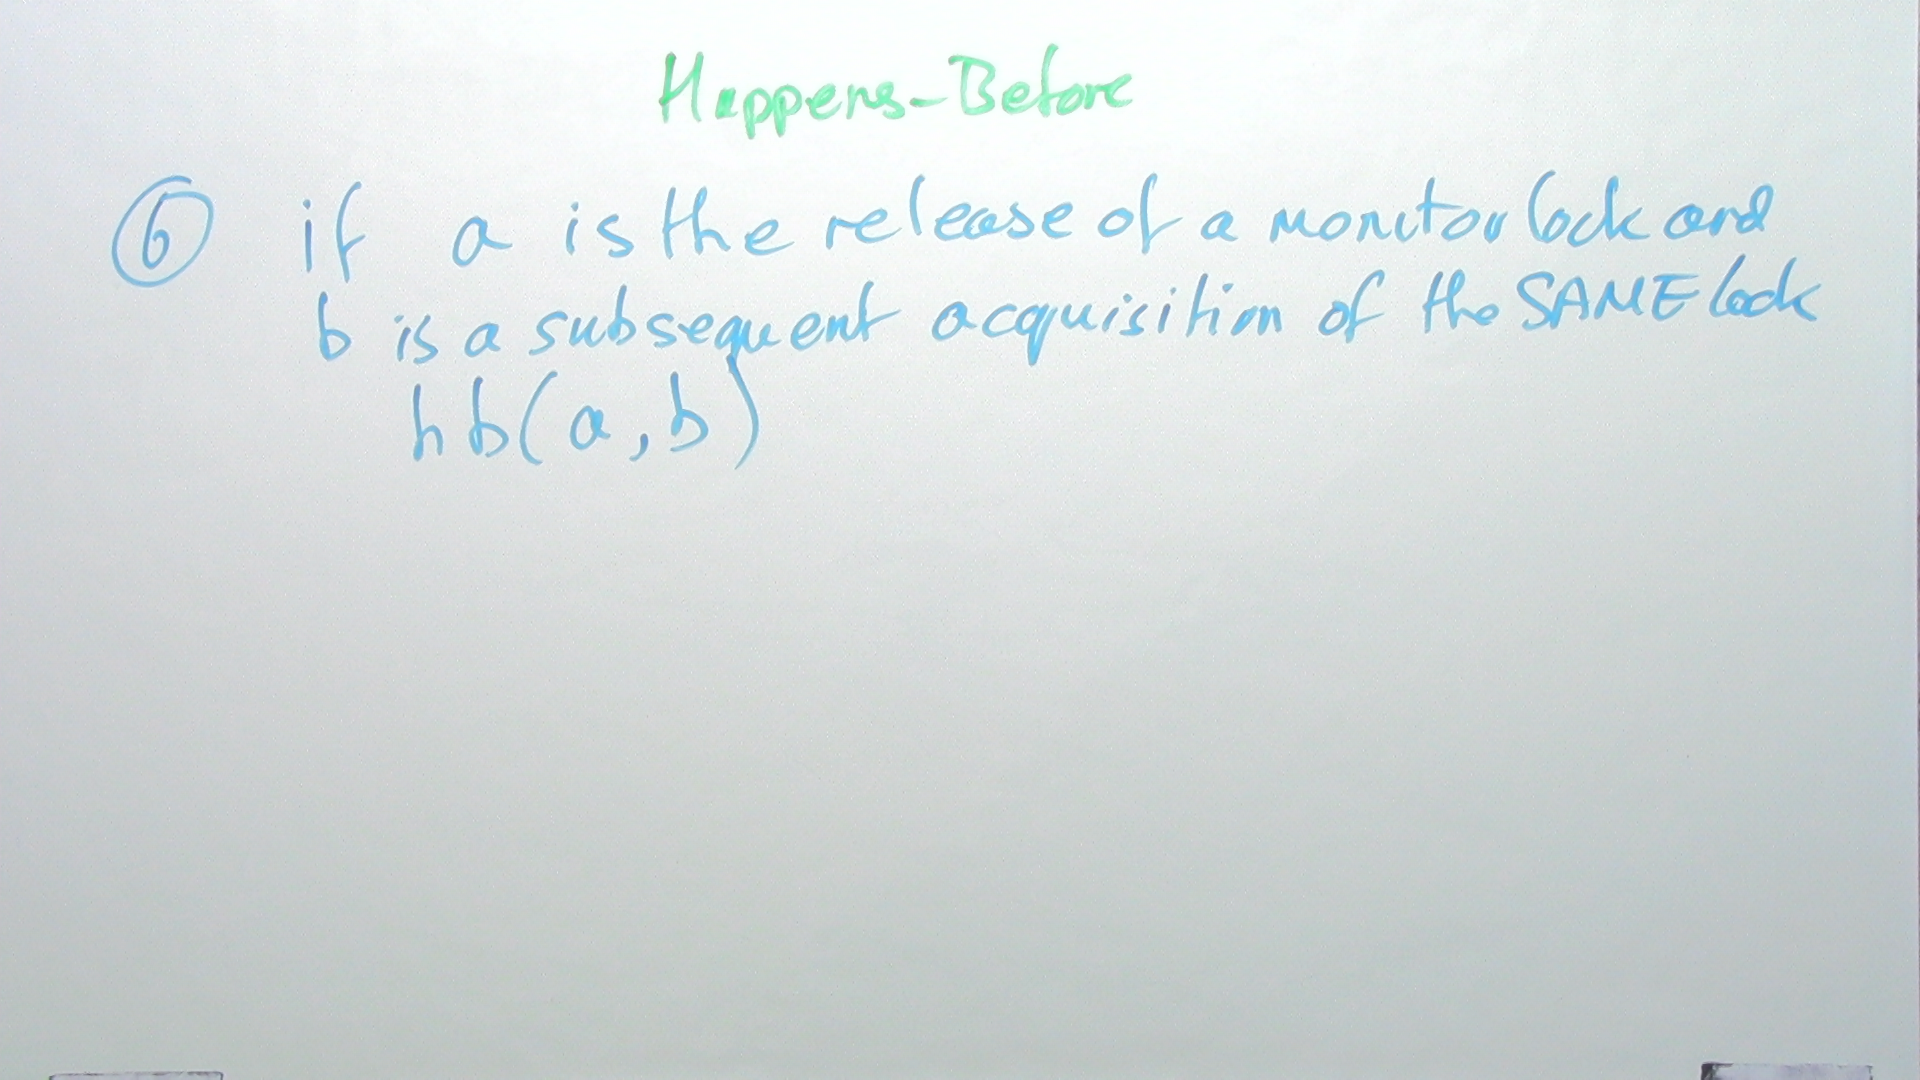 Happens-Before
⑥ if a is the release of a monitor lock and
b is a subsequent acquisition of the SAME lock
hb(a,b)